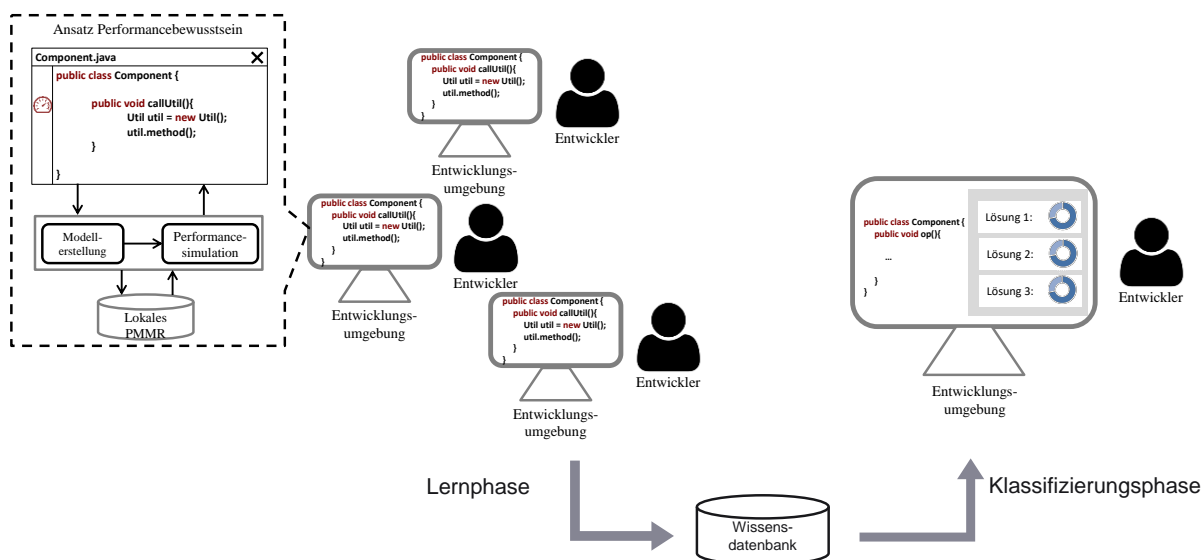 Ansatz Performancebewusstsein
Component.java
public class Component {
public void callUtil(){
Util util = new Util();
util.method();
}
}
Modell-
erstellung
Performance-
simulation
Lokales
PMMR
public class Component {
public void callUtil(){
Util util = new Util();
util.method();
}
}
Entwickler
Entwicklungs-
umgebung
public class Component {
public void callUtil(){
Util util = new Util();
util.method();
}
}
Entwickler
Entwicklungs-
umgebung
public class Component {
public void callUtil(){
Util util = new Util();
util.method();
}
}
Entwickler
Entwicklungs-
umgebung
public class Component {
public void op(){
...
}
}
Lösung 1:
Lösung 2:
Lösung 3:
Entwickler
Entwicklungs-
umgebung
Lernphase
Wissens-
datenbank
Klassifizierungsphase